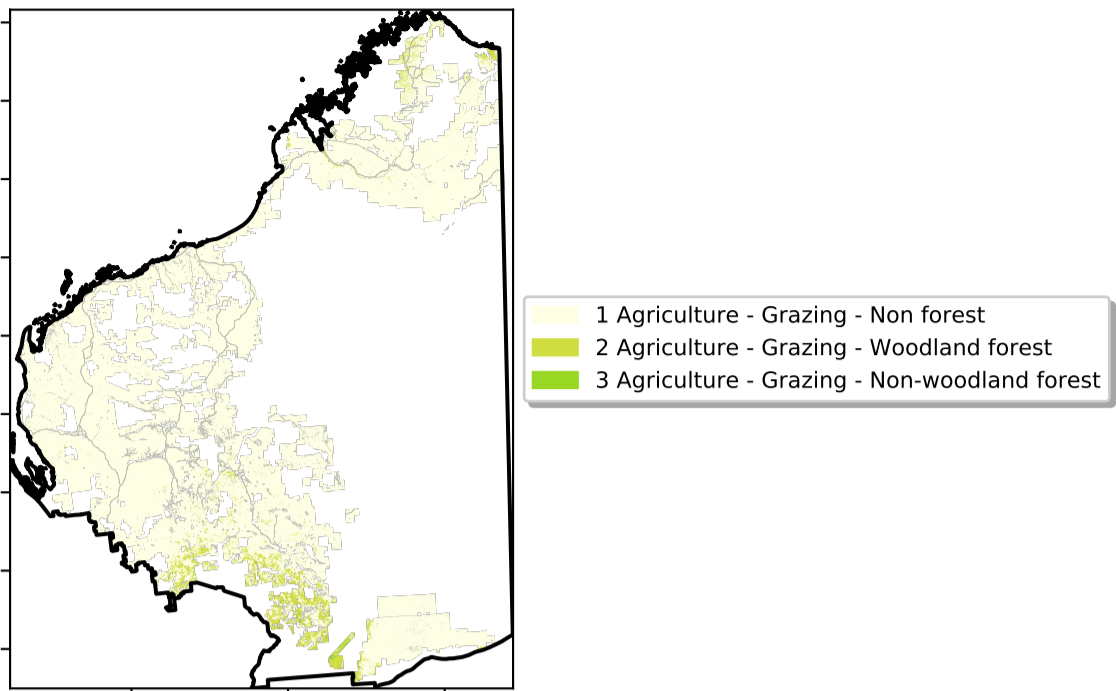 1 Agriculture - Grazing - Non forest
2 Agriculture - Grazing - Woodland forest
3 Agriculture - Grazing - Non-woodland forest